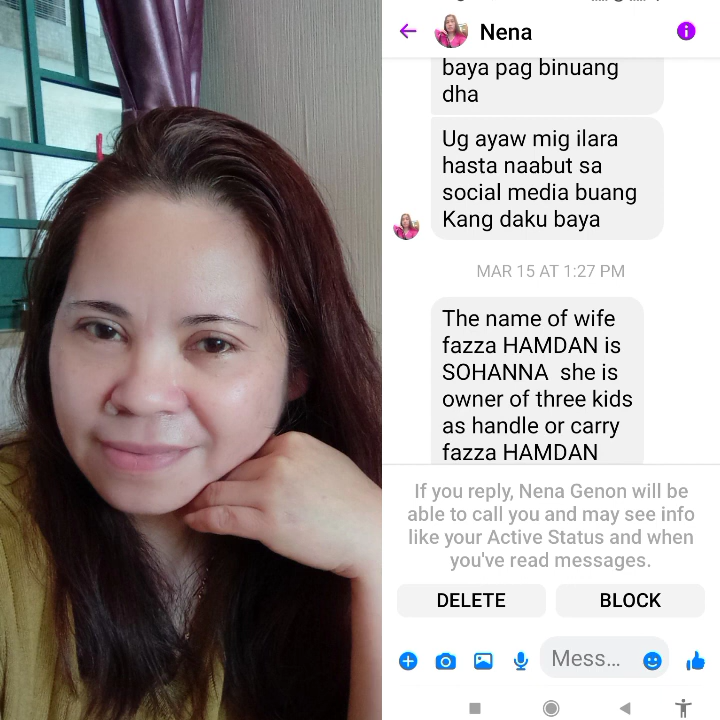 Nena
baya pag binuang
dha
Ug ayaw mig ilara
hasta naabut sa
social media buang
Kang daku baya
MAR 15 AT 1:27 PM
The name of wife
fazza HAMDAN is
SOHANNA she is
owner of three kids
as handle or carry
fazza HAMDAN
If you reply, Nena Genon will be
able to call you and may see info
like your Active Status and when
you've read messages.
DELETE
BLOCK
Mess...